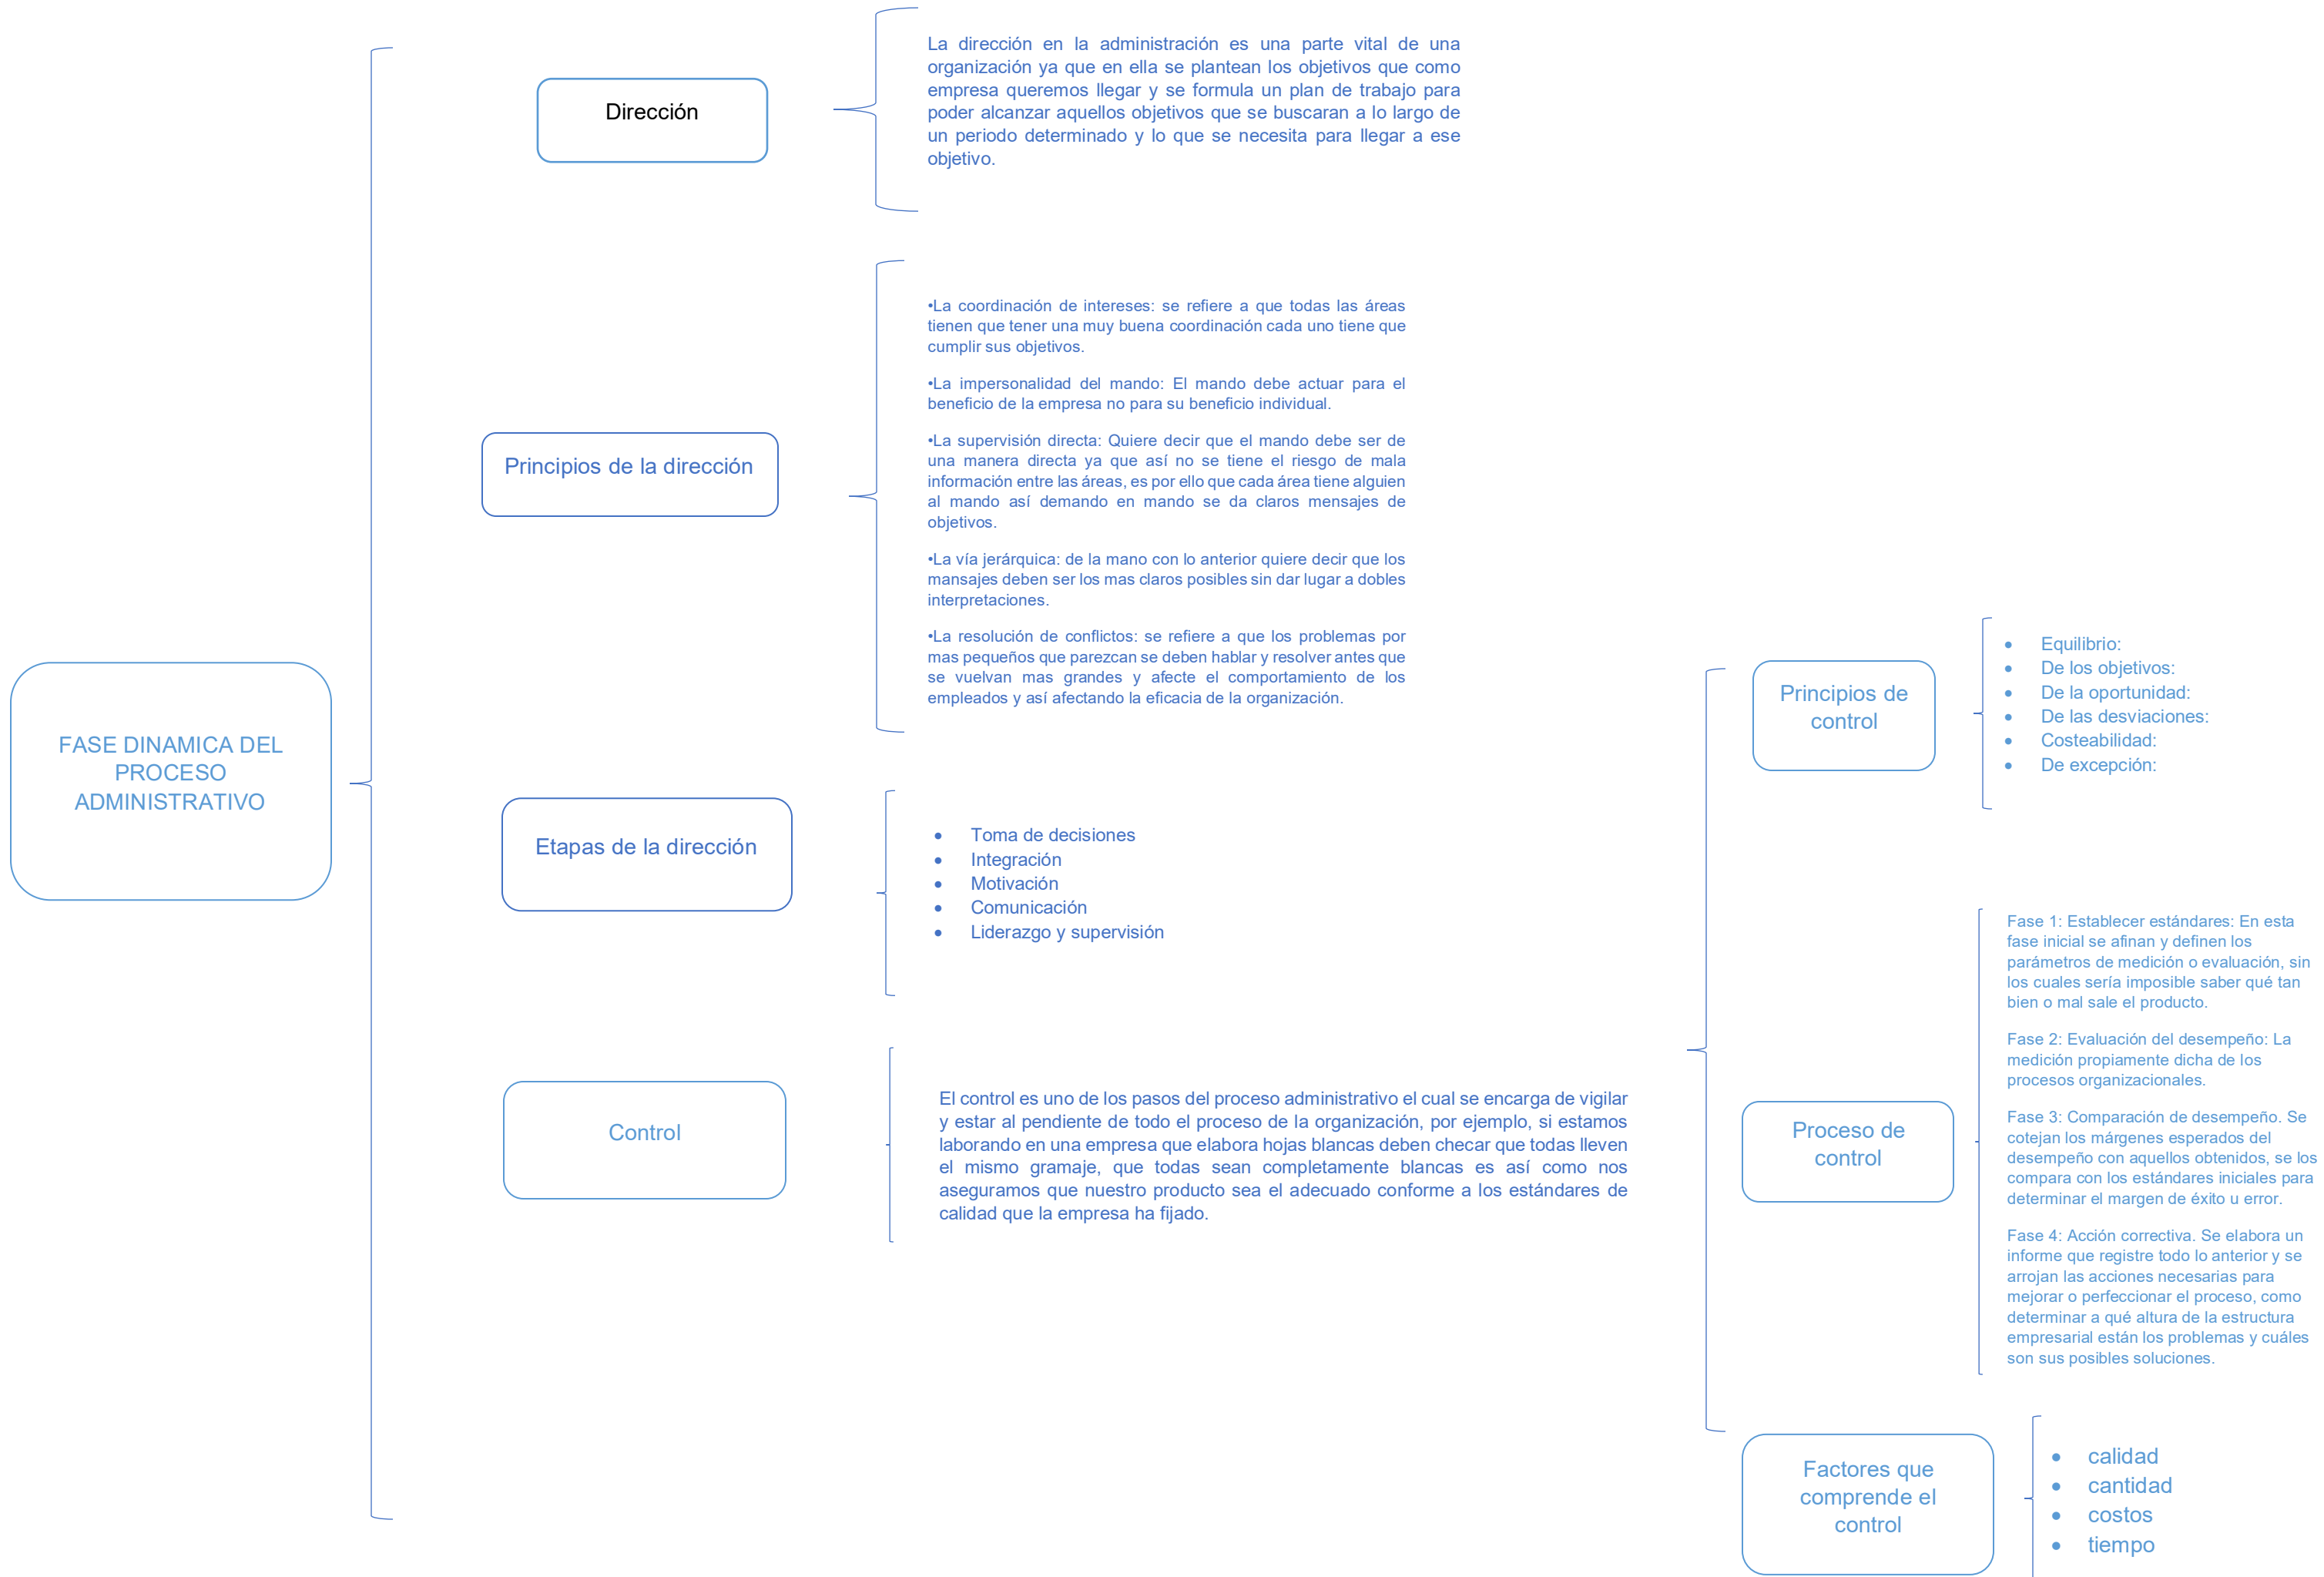 FASE DINAMICA DEL
PROCESO
ADMINISTRATIVO
Dirección
La dirección en la administración es una parte vital de una
organización ya que en ella se plantean los objetivos que como
empresa queremos llegar y se formula un plan de trabajo para
poder alcanzar aquellos objetivos que se buscaran a lo largo de
un periodo determinado y lo que se necesita para llegar a ese
objetivo.
Principios de la dirección
•La coordinación de intereses: se refiere a que todas las áreas
tienen que tener una muy buena coordinación cada uno tiene que
cumplir sus objetivos.
•La impersonalidad del mando: El mando debe actuar para el
beneficio de la empresa no para su beneficio individual.
•La supervisión directa: Quiere decir que el mando debe ser de
una manera directa ya que así no se tiene el riesgo de mala
información entre las áreas, es por ello que cada área tiene alguien
al mando así demando en mando se da claros mensajes de
objetivos.
•La vía jerárquica: de la mano con lo anterior quiere decir que los
mansajes deben ser los mas claros posibles sin dar lugar a dobles
interpretaciones.
•La resolución de conflictos: se refiere a que los problemas por
mas pequeños que parezcan se deben hablar y resolver antes que
se vuelvan mas grandes y afecte el comportamiento de los
empleados y así afectando la eficacia de la organización.
Etapas de la dirección
• Toma de decisiones
• Integración
• Motivación
• Comunicación
• Liderazgo y supervisión
Control
El control es uno de los pasos del proceso administrativo el cual se encarga de vigilar
y estar al pendiente de todo el proceso de la organización, por ejemplo, si estamos
laborando en una empresa que elabora hojas blancas deben checar que todas lleven
el mismo gramaje, que todas sean completamente blancas es así como nos
aseguramos que nuestro producto sea el adecuado conforme a los estándares de
calidad que la empresa ha fijado.
Principios de
control
• Equilibrio:
• De los objetivos:
• De la oportunidad:
• De las desviaciones:
• Costeabilidad:
• De excepción:
Proceso de
control
Fase 1: Establecer estándares: En esta
fase inicial se afinan y definen los
parámetros de medición o evaluación, sin
los cuales sería imposible saber qué tan
bien o mal sale el producto.
Fase 2: Evaluación del desempeño: La
medición propiamente dicha de los
procesos organizacionales.
Fase 3: Comparación de desempeño. Se
cotejan los márgenes esperados del
desempeño con aquellos obtenidos, se los
compara con los estándares iniciales para
determinar el margen de éxito u error.
Fase 4: Acción correctiva. Se elabora un
informe que registre todo lo anterior y se
arrojan las acciones necesarias para
mejorar o perfeccionar el proceso, como
determinar a qué altura de la estructura
empresarial están los problemas y cuáles
son sus posibles soluciones.
Factores que
comprende el
control
• calidad
• cantidad
• costos
• tiempo